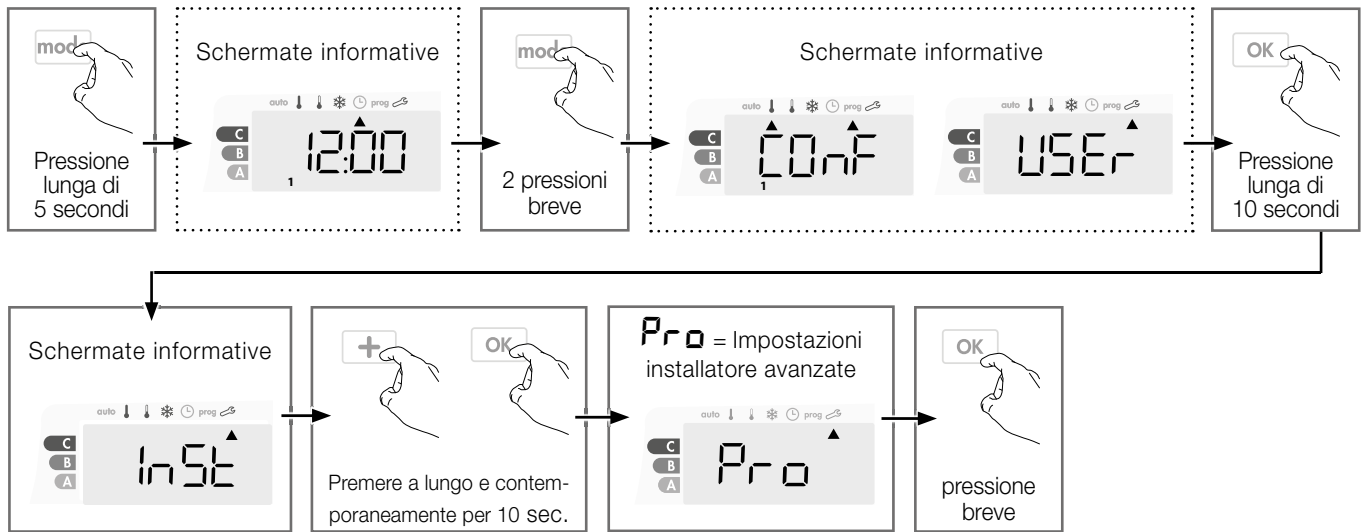 mod
Pressione
lunga di
5 secondi
Schermate informative
auto prog
C
B
A
12:00
1
mod
2 pressioni
breve
Schermate informative
auto prog
C
B
A
COnF
1
auto prog
C
B
A
USEr
OK
Pressione
lunga di
10 secondi
Schermate informative
auto prog
C
B
A
InSt
+ OK
Premere a lungo e contem-
poraneamente per 10 sec.
Pro = Impostazioni
installatore avanzate
auto prog
C
B
A
Pro
OK
pressione
breve